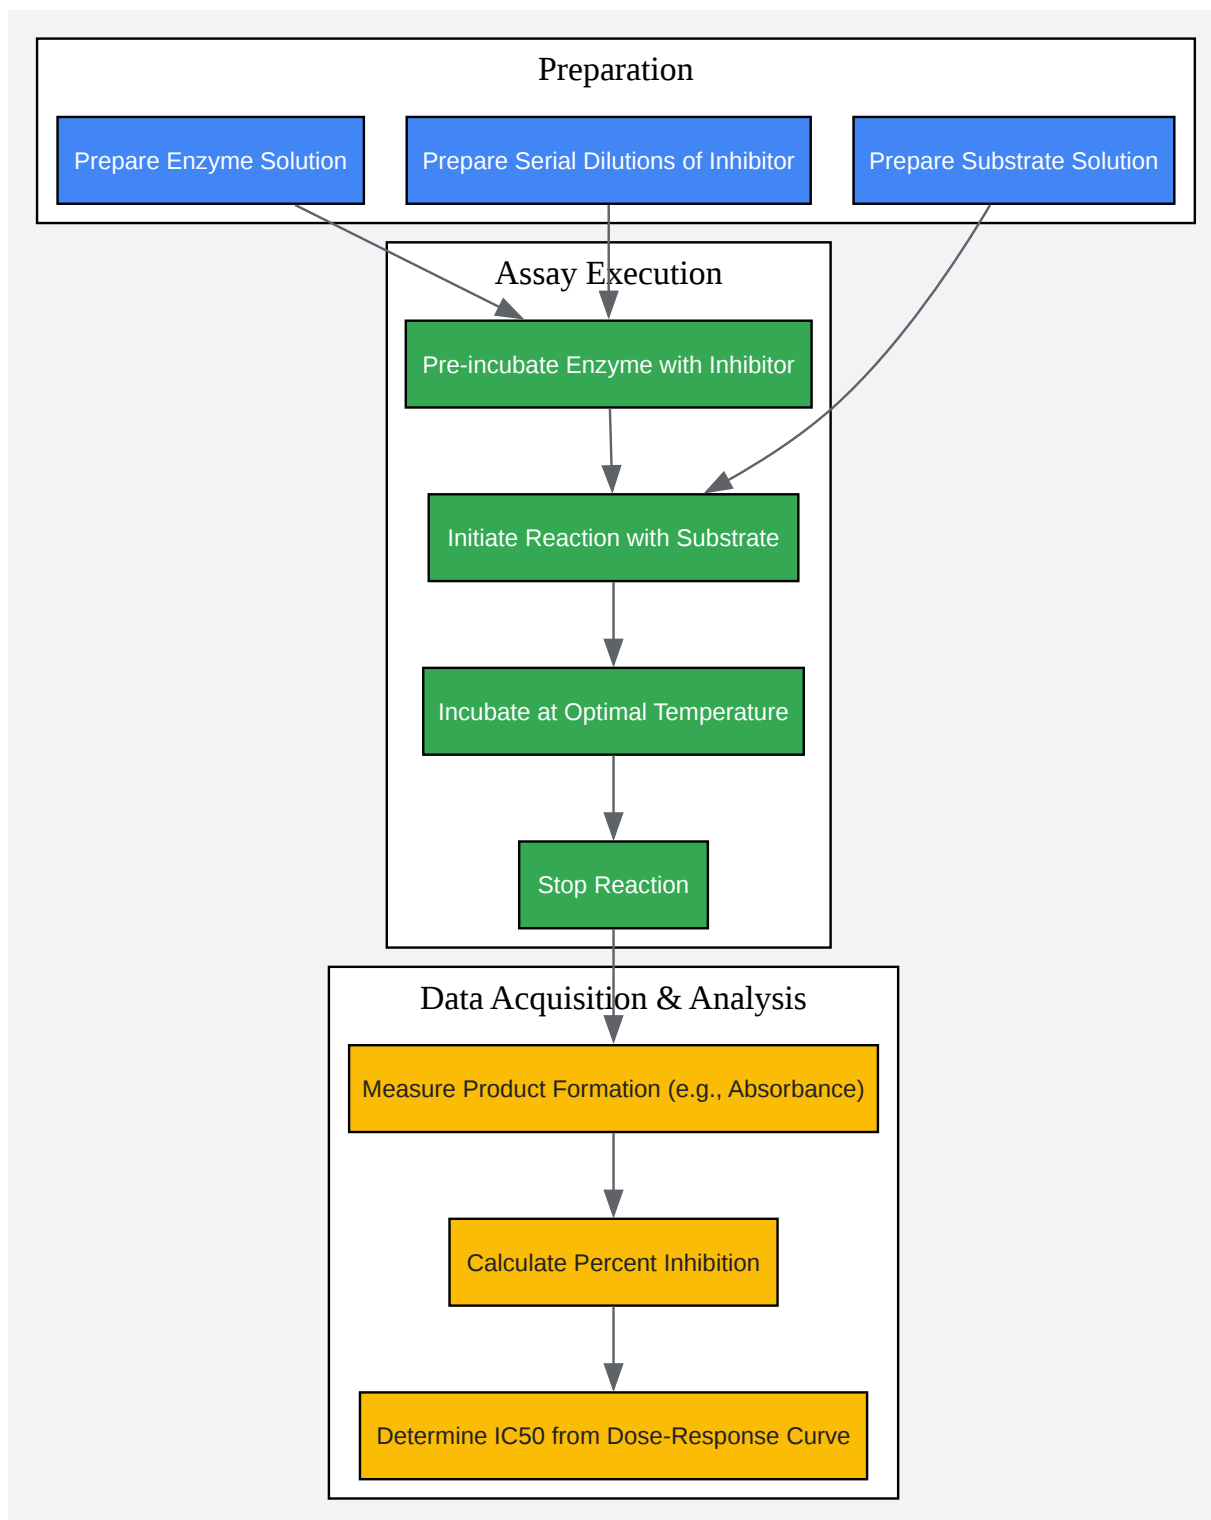 Preparation
Prepare Enzyme Solution
Prepare Serial Dilutions of Inhibitor
Prepare Substrate Solution
Assay Execution
Pre-incubate Enzyme with Inhibitor
Initiate Reaction with Substrate
Incubate at Optimal Temperature
Stop Reaction
Data Acquisition & Analysis
Measure Product Formation (e.g., Absorbance)
Calculate Percent Inhibition
Determine IC50 from Dose-Response Curve